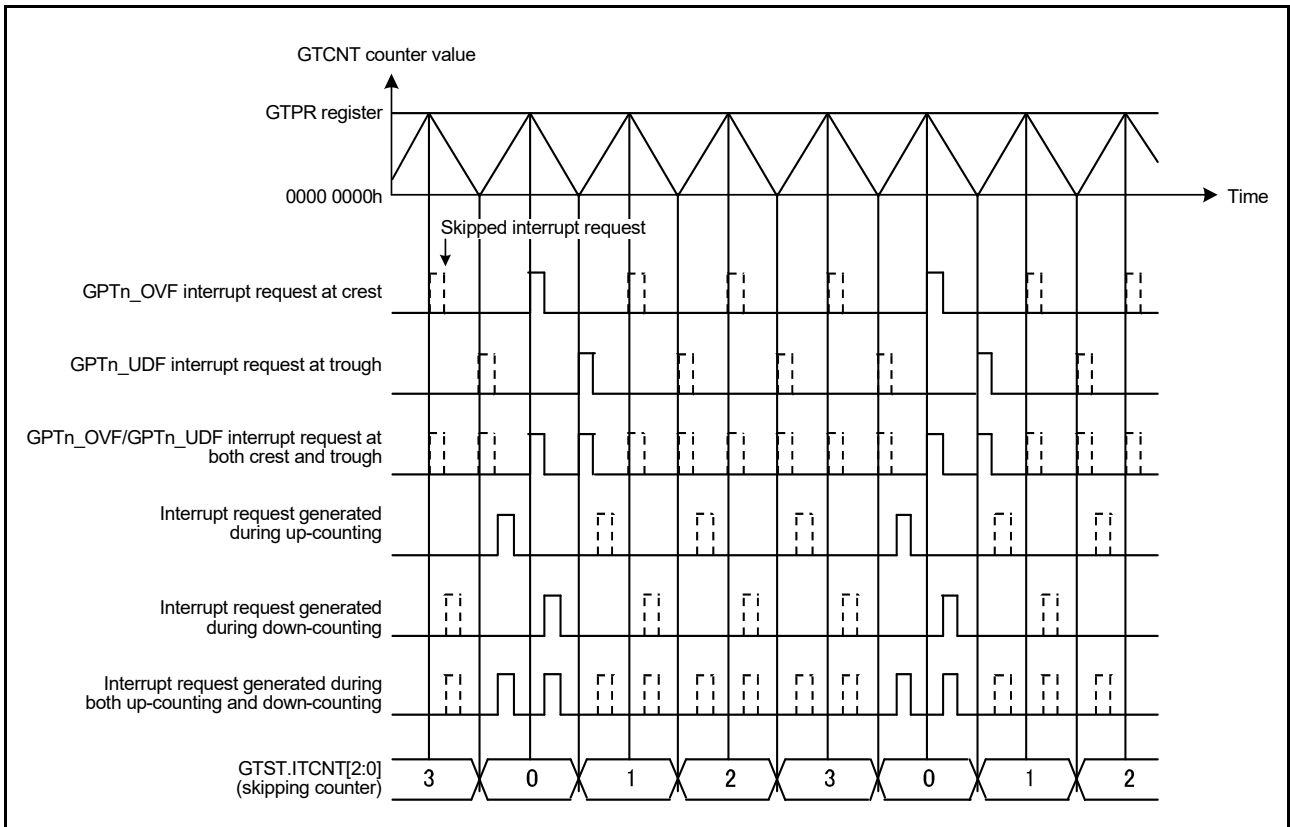 GTCNT counter value
GTPR register
0000 0000h
Time
Skipped interrupt request
GPTn_OVF interrupt request at crest
GPTn_UDF interrupt request at trough
GPTn_OVF/GPTn_UDF interrupt request at
both crest and trough
Interrupt request generated
during up-counting
Interrupt request generated
during down-counting
Interrupt request generated during
both up-counting and down-counting
GTST.ITCNT[2:0]
(skipping counter)
3 0 1 2 3 0 1 2